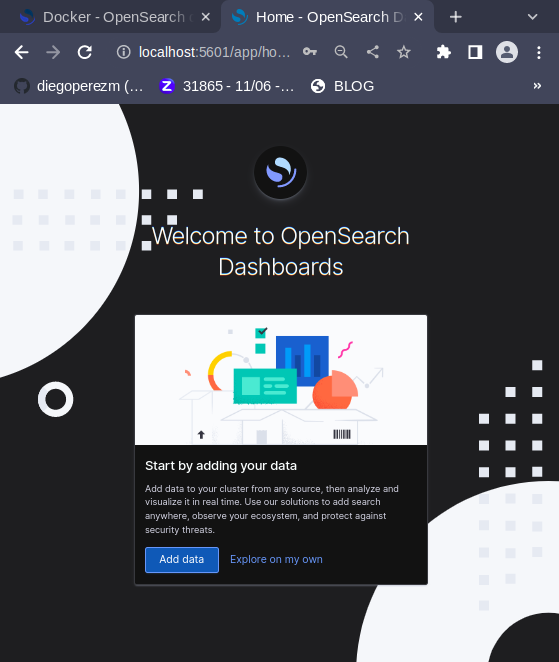 Docker - OpenSearch
Home - OpenSearch D
localhost:5601/app/ho...
diegoperezm (...
31865 - 11/06 -...
BLOG
»
Welcome to OpenSearch
Dashboards
Start by adding your data
Add data to your cluster from any source, then analyze and
visualize it in real time. Use our solutions to add search
anywhere, observe your ecosystem, and protect against
security threats.
Add data
Explore on my own